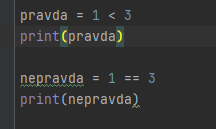 pravda = 1 < 3
print(pravda)
nepravda = 1 == 3
print(nepravda)